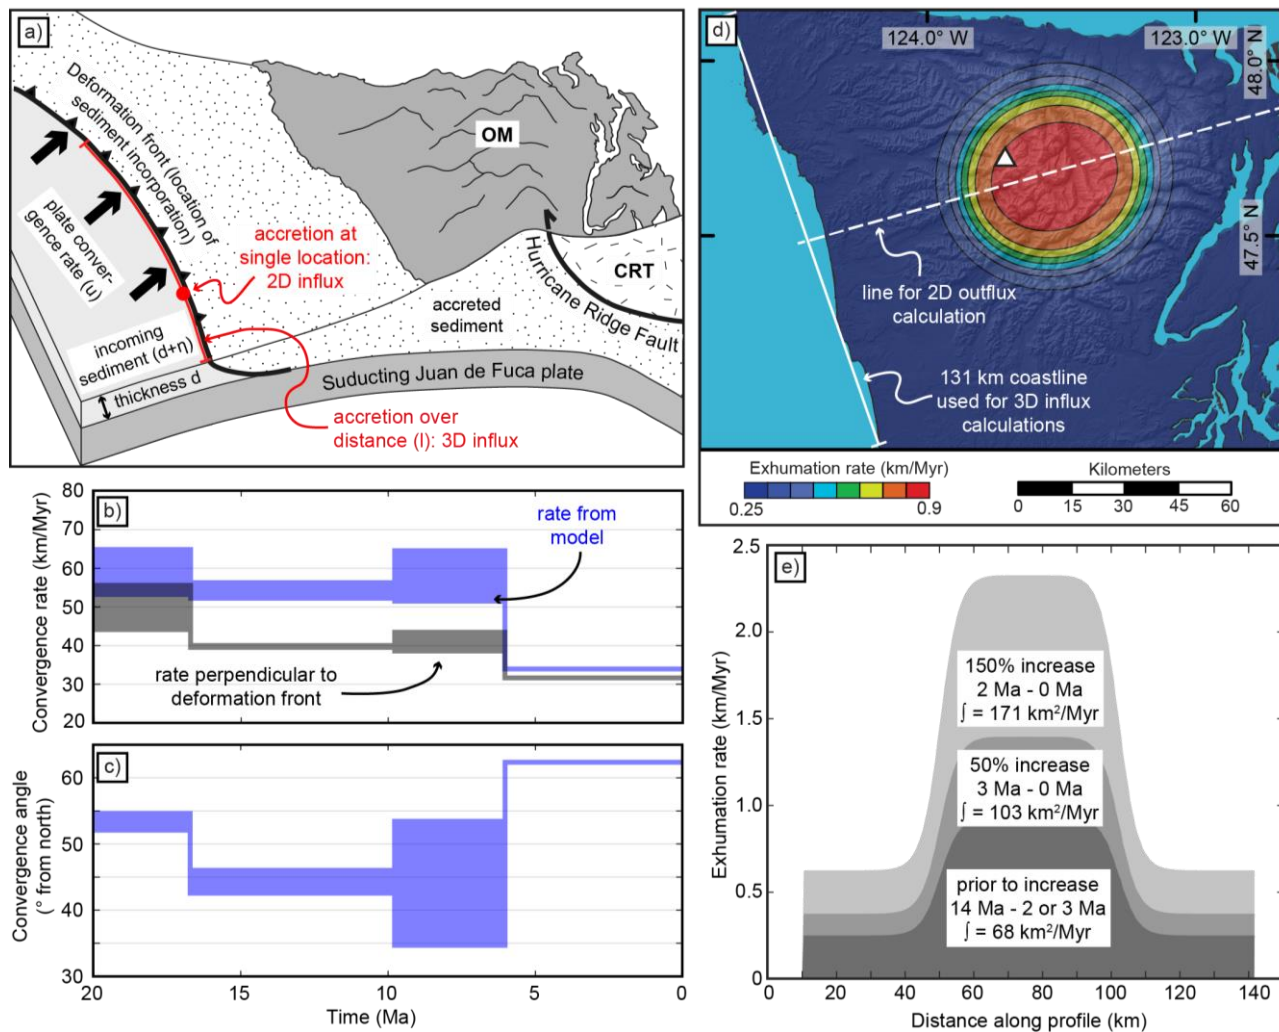 a)
Deformation front (location of
sediment incorporation)
plate conver-
gence rate (u)
OM
accretion at
single location:
2D influx
Hurricane Ridge Fault
CRT
accreted
sediment
incoming
sediment (d+η)
thickness d
Suducting Juan de Fuca plate
accretion over
distance (l): 3D influx
b)
Convergence rate (km/Myr)
80
70
60
50
40
30
20
rate from
model
rate perpendicular to
deformation front
c)
Convergence angle
(° from north)
60
50
40
30
20
15
10
5
0
Time (Ma)
d)
124.0° W
123.0° W
48.0° N
47.5° N
line for 2D outflux
calculation
131 km coastline
used for 3D influx
calculations
Exhumation rate (km/Myr)
0.25
0.9
Kilometers
0
15
30
45
60
e)
Exhumation rate (km/Myr)
2.5
2.0
1.5
1.0
0.5
0
150% increase
2 Ma - 0 Ma
∫ = 171 km²/Myr
50% increase
3 Ma - 0 Ma
∫ = 103 km²/Myr
prior to increase
14 Ma - 2 or 3 Ma
∫ = 68 km²/Myr
0
20
40
60
80
100
120
140
Distance along profile (km)